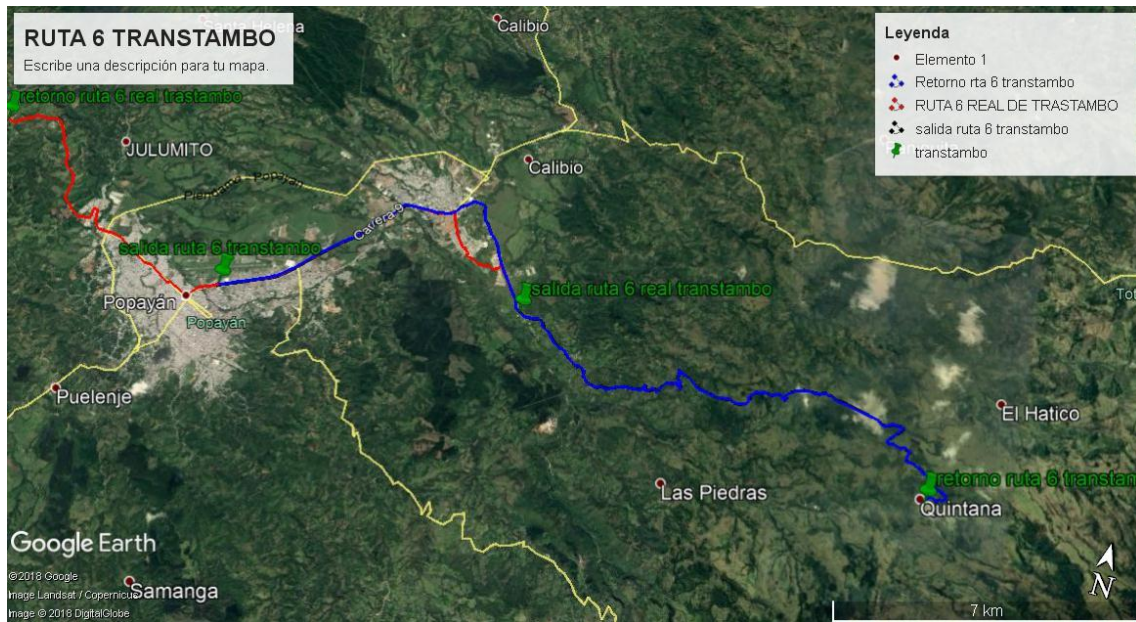 RUTA 6 TRANSTAMBO
Escribe una descripción para tu mapa.
Santa Helena
Calibio
Leyenda
Elemento 1
Retorno rta 6 transtambo
RUTA 6 REAL DE TRASTAMBO
salida ruta 6 transtambo
transtambo
retorno ruta 6 real trastambo
JULUMITO
Calibio
Piendamo - Popayán
Carrera 9
salida ruta 6 transtambo
salida ruta 6 real transtambo
Popayán
Popayán
Puelenje
El Hatico
Las Piedras
retorno ruta 6 transtam
Quintana
Google Earth
©2018 Google
Image Landsat / Copernicus
Image © 2018 DigitalGlobe
Samanga
N
7 km